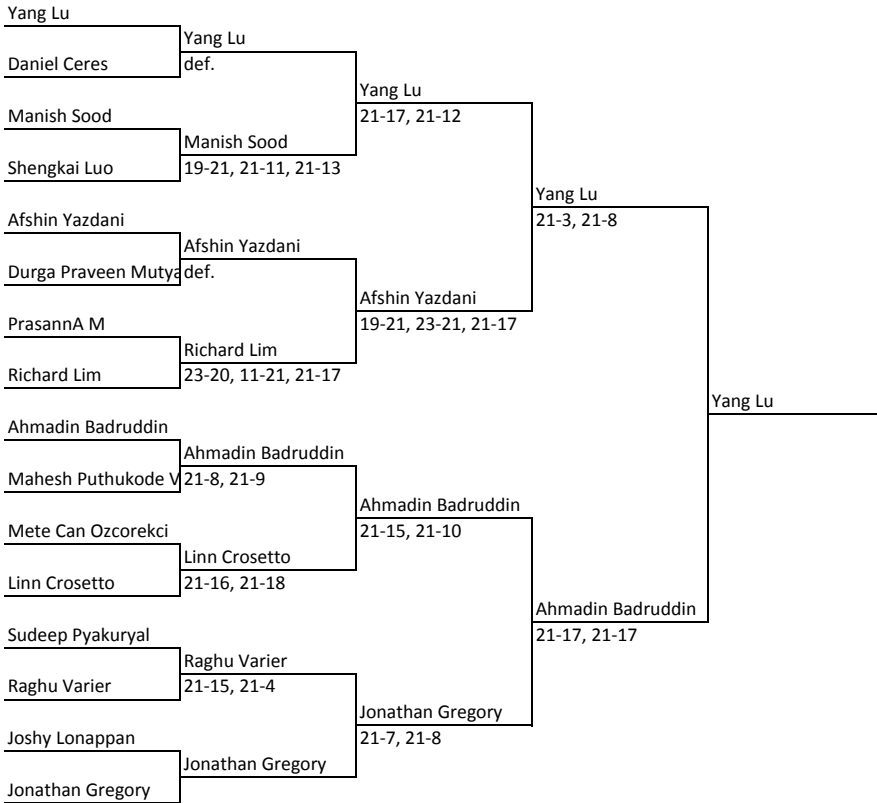 Yang Lu
Yang Lu
Daniel Ceres
def.
Yang Lu
Manish Sood
21-17, 21-12
Manish Sood
Shengkai Luo
19-21, 21-11, 21-13
Yang Lu
Afshin Yazdani
21-3, 21-8
Afshin Yazdani
Durga Praveen Mutya
def.
Afshin Yazdani
PrasannA M
19-21, 23-21, 21-17
Richard Lim
Richard Lim
23-20, 11-21, 21-17
Yang Lu
Ahmadin Badruddin
Ahmadin Badruddin
Mahesh Puthukode V
21-8, 21-9
Ahmadin Badruddin
Mete Can Ozcorekci
21-15, 21-10
Linn Crosetto
Linn Crosetto
21-16, 21-18
Ahmadin Badruddin
Sudeep Pyakuryal
21-17, 21-17
Raghu Varier
Raghu Varier
21-15, 21-4
Jonathan Gregory
Joshy Lonappan
21-7, 21-8
Jonathan Gregory
Jonathan Gregory